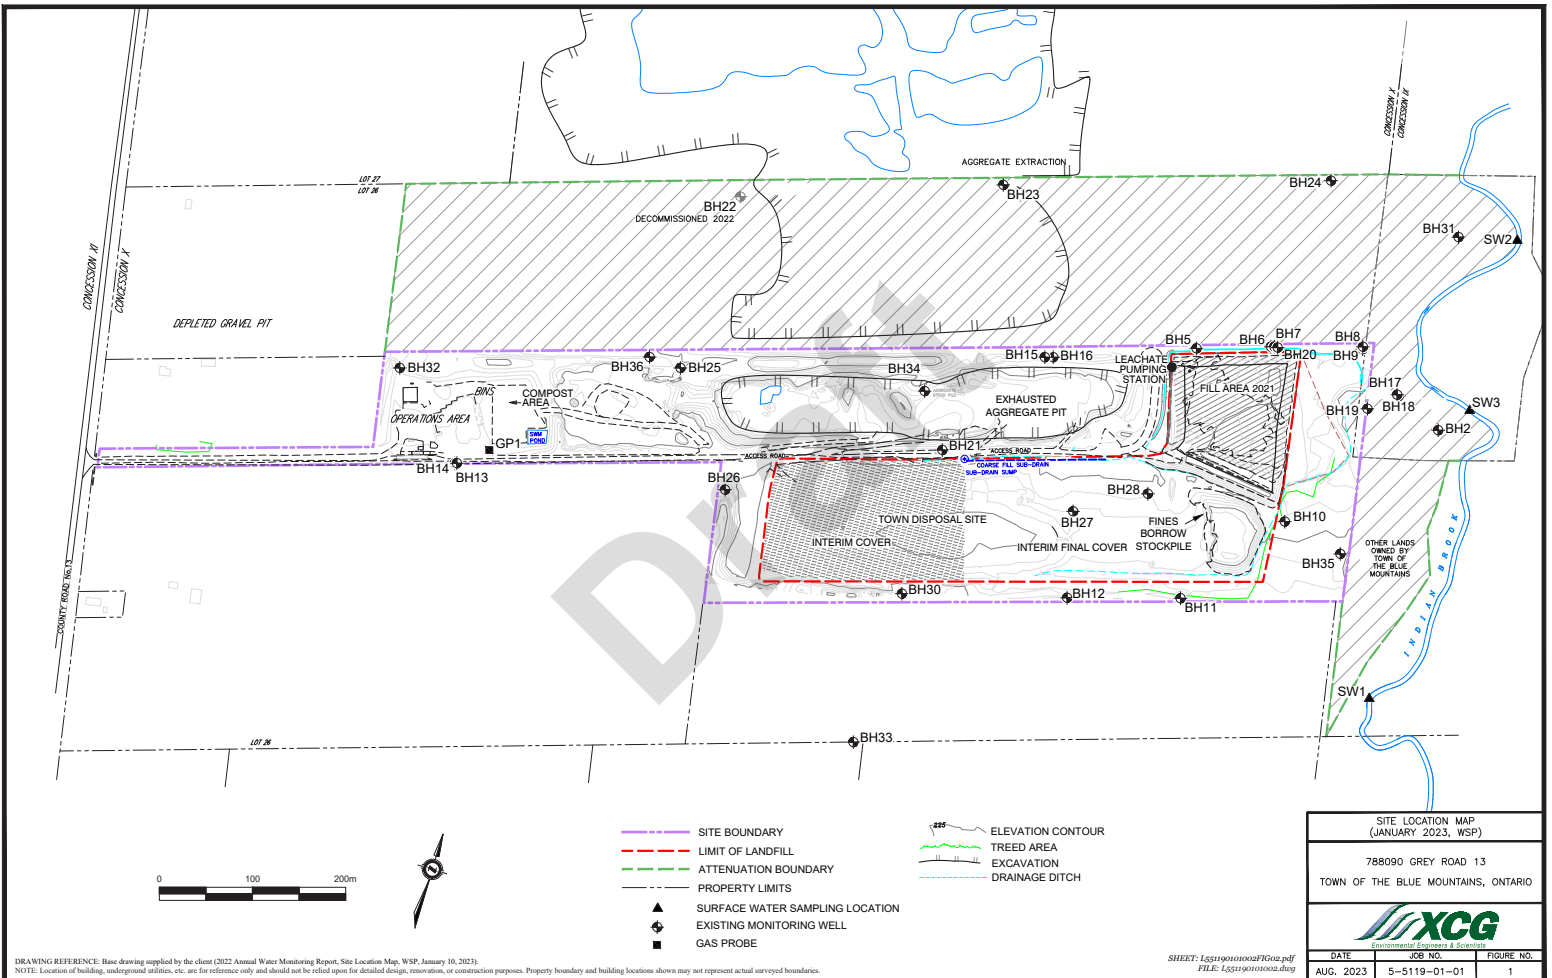 CONCESSION X
CONCESSION IX
AGGREGATE EXTRACTION
LOT 27
LOT 26
BH22
DECOMMISSIONED 2022
BH23
BH24
BH31
SW2
CONCESSION XI
CONCESSION X
DEPLETED GRAVEL PIT
BH32
BH36
BH25
BH34
BH15
BH16
BH5
BH6
BH7
BH20
BH8
BH9
LEACHATE
PUMPING
STATION
FILL AREA 2021
BH17
BH18
BH19
SW3
BH2
BINS
COMPOST
AREA
OPERATIONS AREA
SWM
POND
GP1
EXHAUSTED
AGGREGATE PIT
BH21
ACCESS ROAD
ACCESS ROAD
COARSE FILL SUB-DRAIN
SUB-DRAIN SUMP
BH14
BH13
BH26
BH28
BH27
TOWN DISPOSAL SITE
INTERIM COVER
INTERIM FINAL COVER
FINES
BORROW
STOCKPILE
BH10
BH35
OTHER LANDS
OWNED BY
TOWN OF
THE BLUE
MOUNTAINS
INDIAN BROOK
COUNTY ROAD No.13
BH30
BH12
BH11
SW1
BH33
LOT 26
Draft
0 100 200m
Z
SITE BOUNDARY
LIMIT OF LANDFILL
ATTENUATION BOUNDARY
PROPERTY LIMITS
SURFACE WATER SAMPLING LOCATION
EXISTING MONITORING WELL
GAS PROBE
225 ELEVATION CONTOUR
TREED AREA
EXCAVATION
DRAINAGE DITCH
SITE LOCATION MAP
(JANUARY 2023, WSP)
788090 GREY ROAD 13
TOWN OF THE BLUE MOUNTAINS, ONTARIO
XCG
Environmental Engineers & Scientists
DATE JOB NO. FIGURE NO.
AUG. 2023 5-5119-01-01 1
DRAWING REFERENCE: Base drawing supplied by the client (2022 Annual Water Monitoring Report, Site Location Map, WSP, January 10, 2023).
NOTE: Location of building, underground utilities, etc. are for reference only and should not be relied upon for detailed design, renovation, or construction purposes. Property boundary and building locations shown may not represent actual surveyed boundaries.
SHEET: L551190101002FIG02.pdf
FILE: L551190101002.dwg